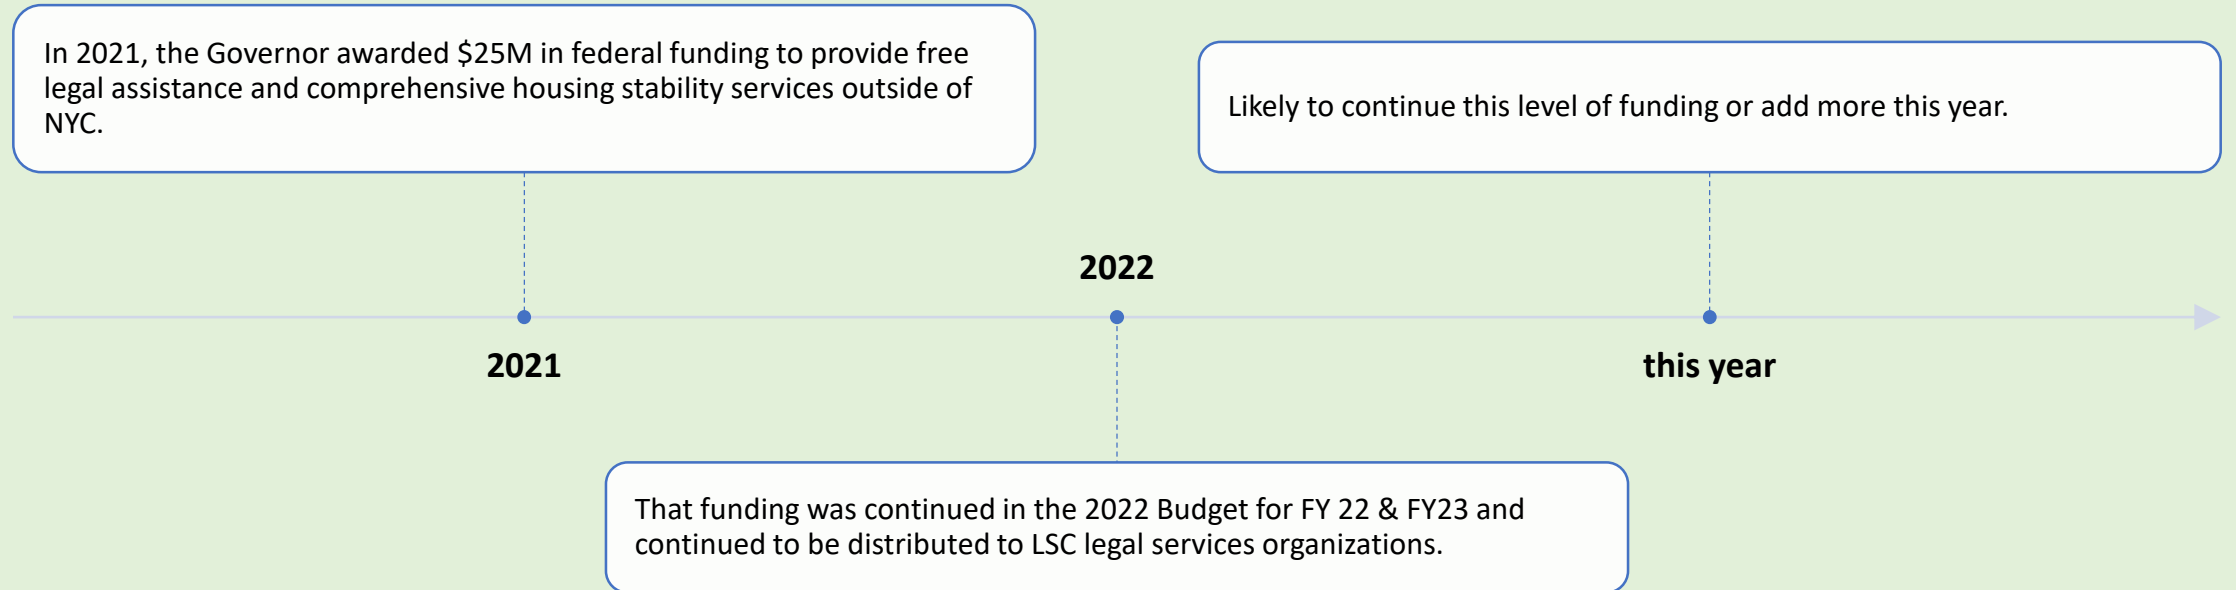 In 2021, the Governor awarded $25M in federal funding to provide free
legal assistance and comprehensive housing stability services outside of
NYC.
Likely to continue this level of funding or add more this year.
2022
2021
this year
That funding was continued in the 2022 Budget for FY 22 & FY23 and
continued to be distributed to LSC legal services organizations.